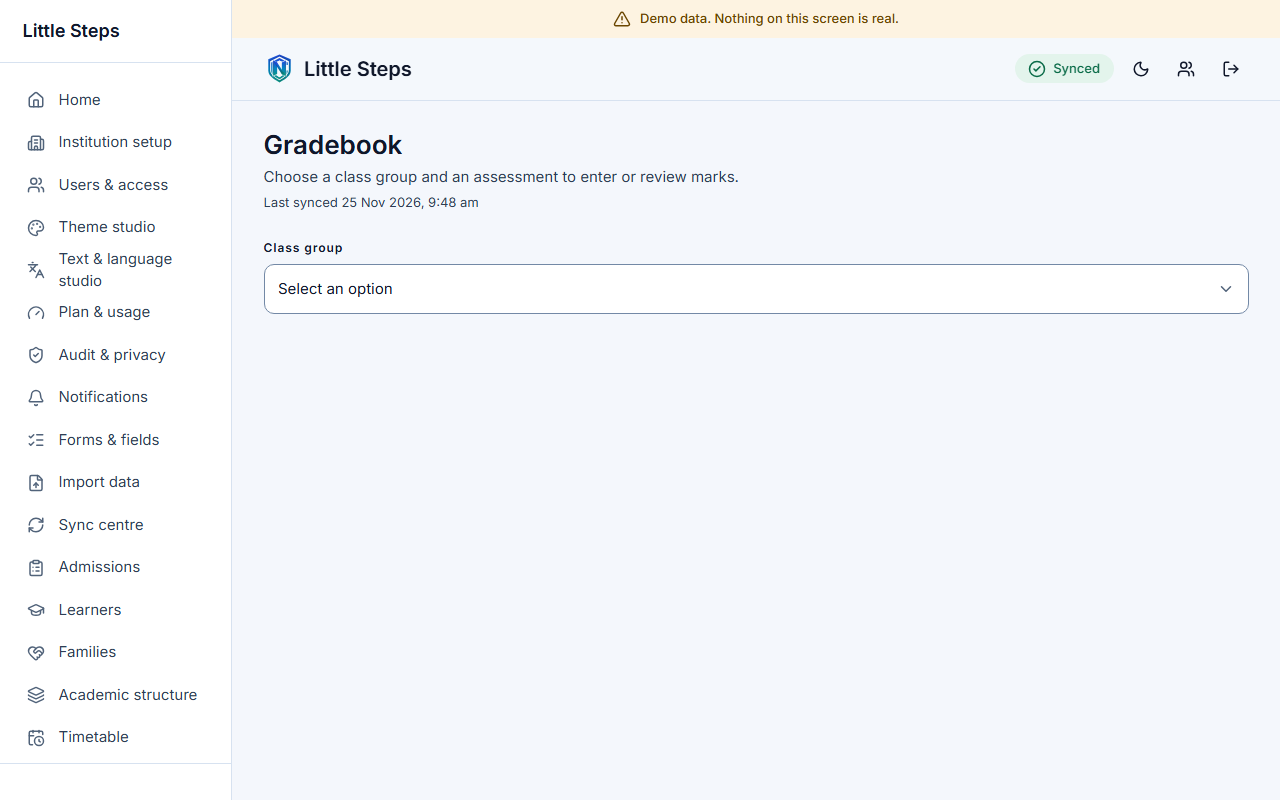 Little Steps
Home
Institution setup
Users & access
Theme studio
Text & language
studio
Plan & usage
Audit & privacy
Notifications
Forms & fields
Import data
Sync centre
Admissions
Learners
Families
Academic structure
Timetable
Demo data. Nothing on this screen is real.
Little Steps
Synced
Gradebook
Choose a class group and an assessment to enter or review marks.
Last synced 25 Nov 2026, 9:48 am
Class group
Select an option